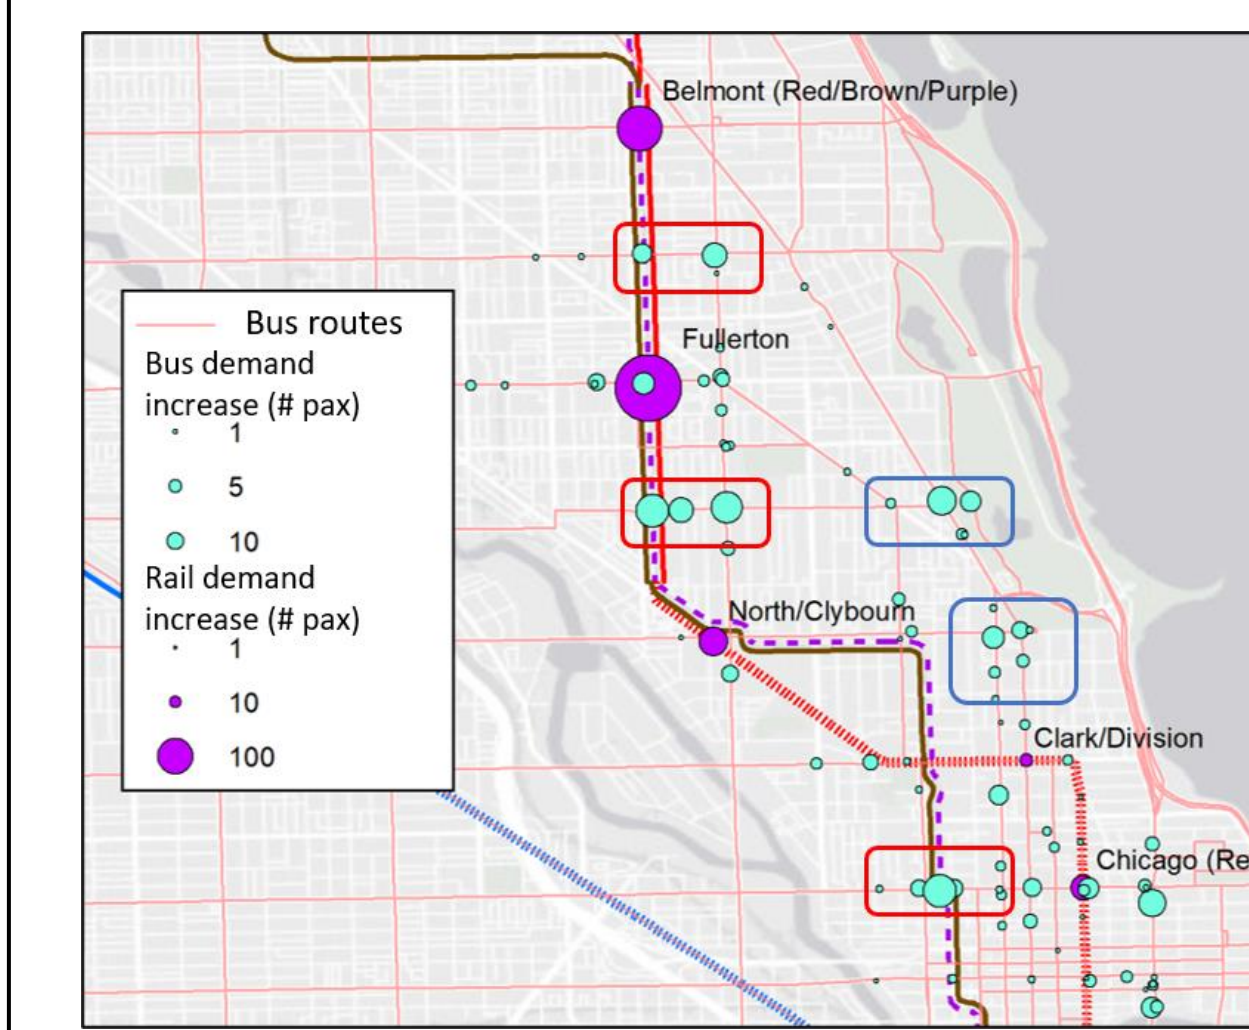 Belmont (Red/Brown/Purple)
Fullerton
Bus routes
Bus demand
increase (# pax)
1
5
10
Rail demand
increase (# pax)
1
10
100
North/Clybourn
Clark/Division
Chicago (Re